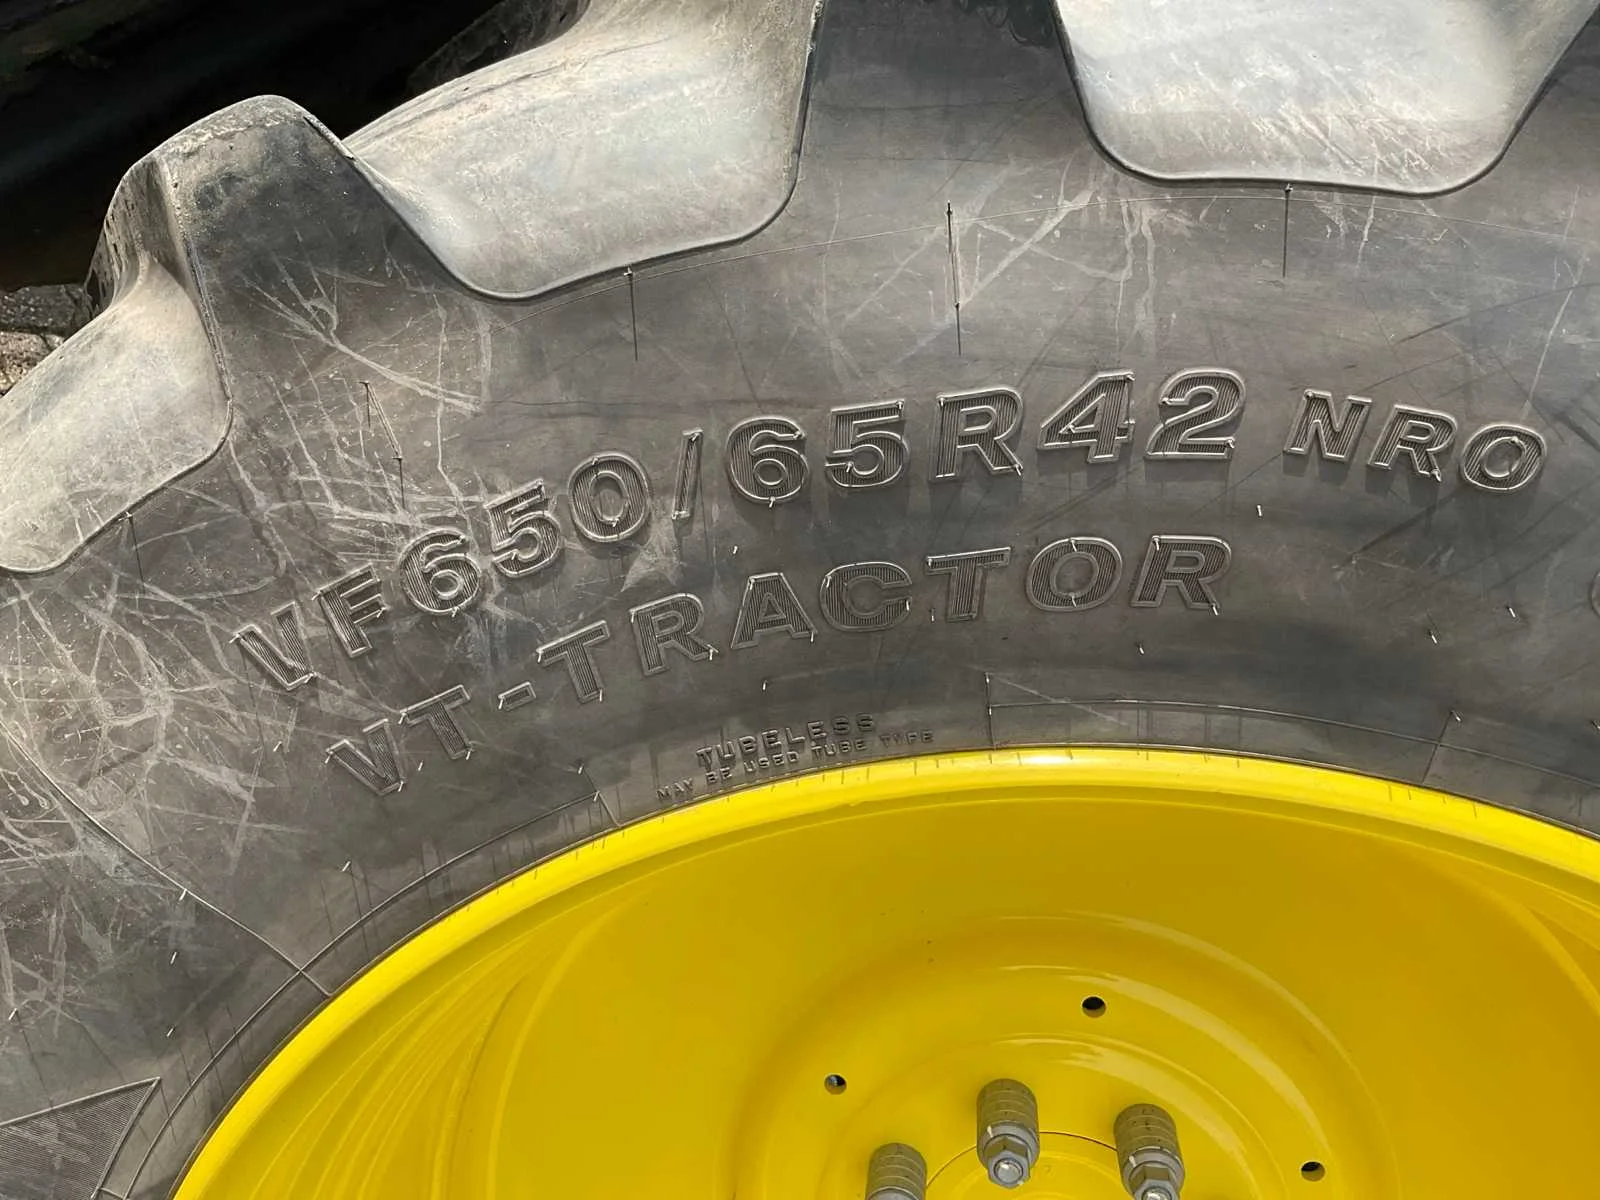 VF650/65R42 NRO
VT-TRACTOR
TUBELESS
MAY BE USED TUBE TYPE